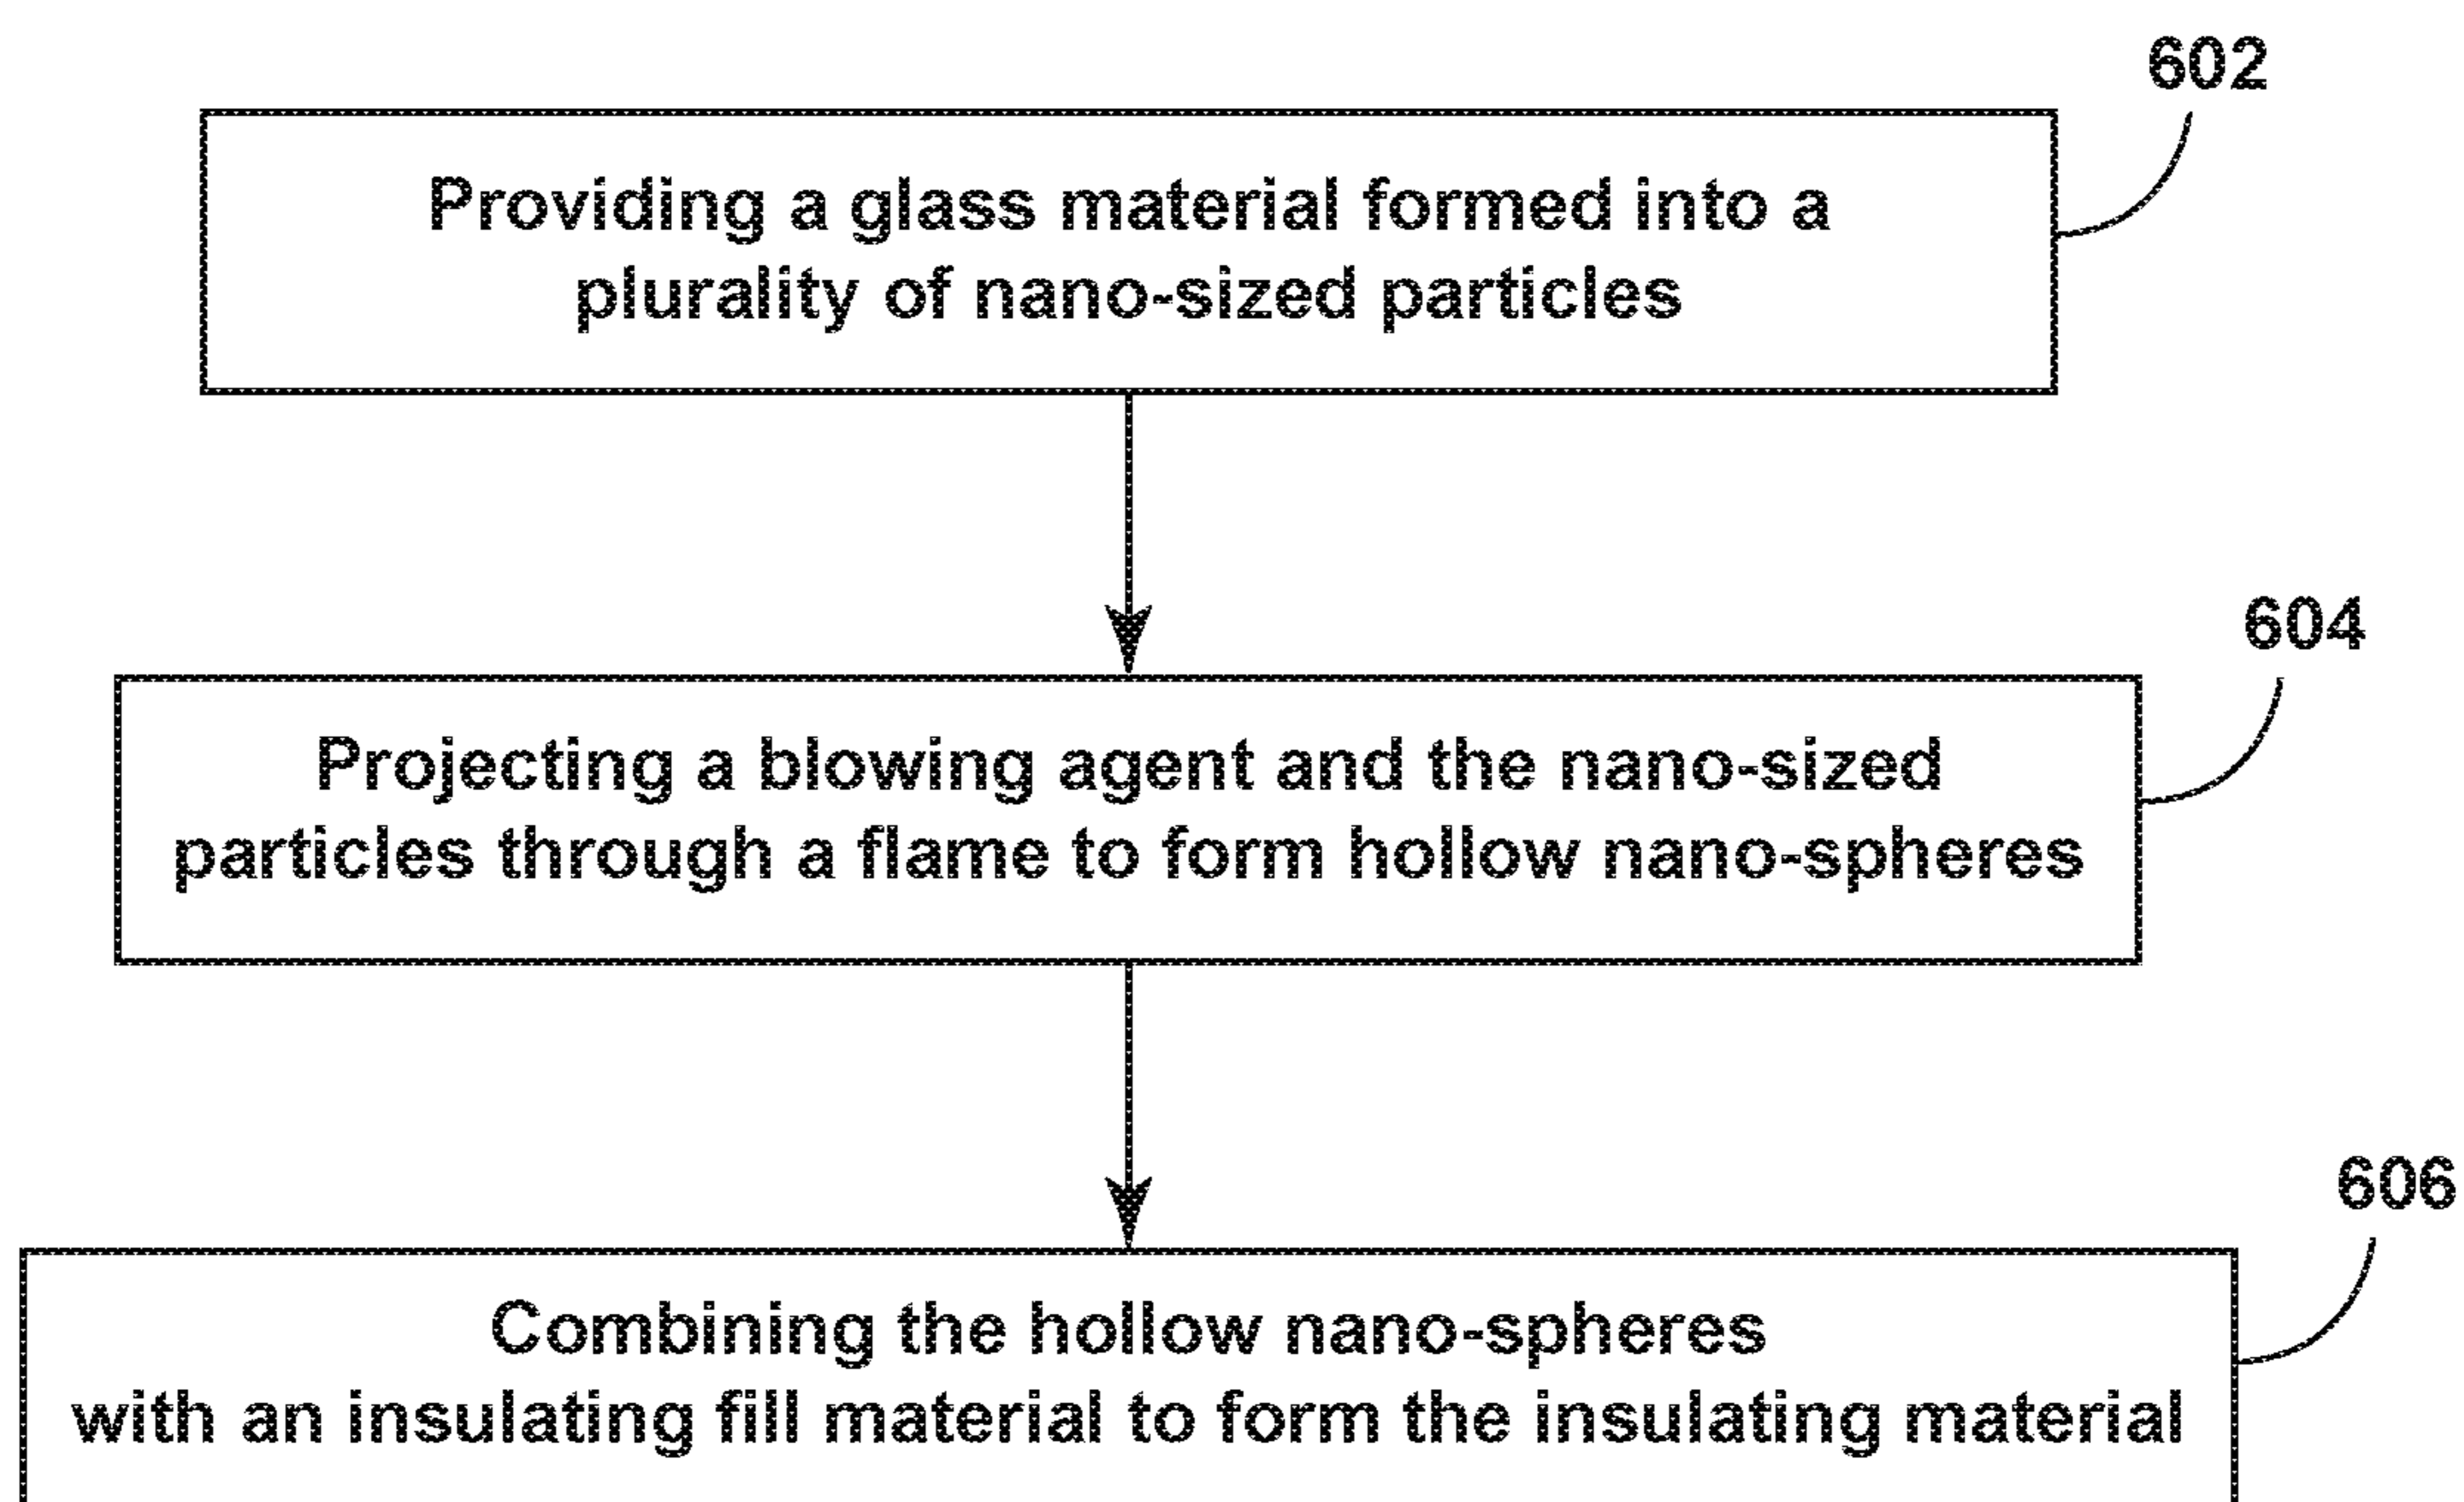 602
Providing a glass material formed into a
plurality of nano-sized particles
604
Projecting a blowing agent and the nano-sized
particles through a flame to form hollow nano-spheres
606
Combining the hollow nano-spheres
with an insulating fill material to form the insulating material